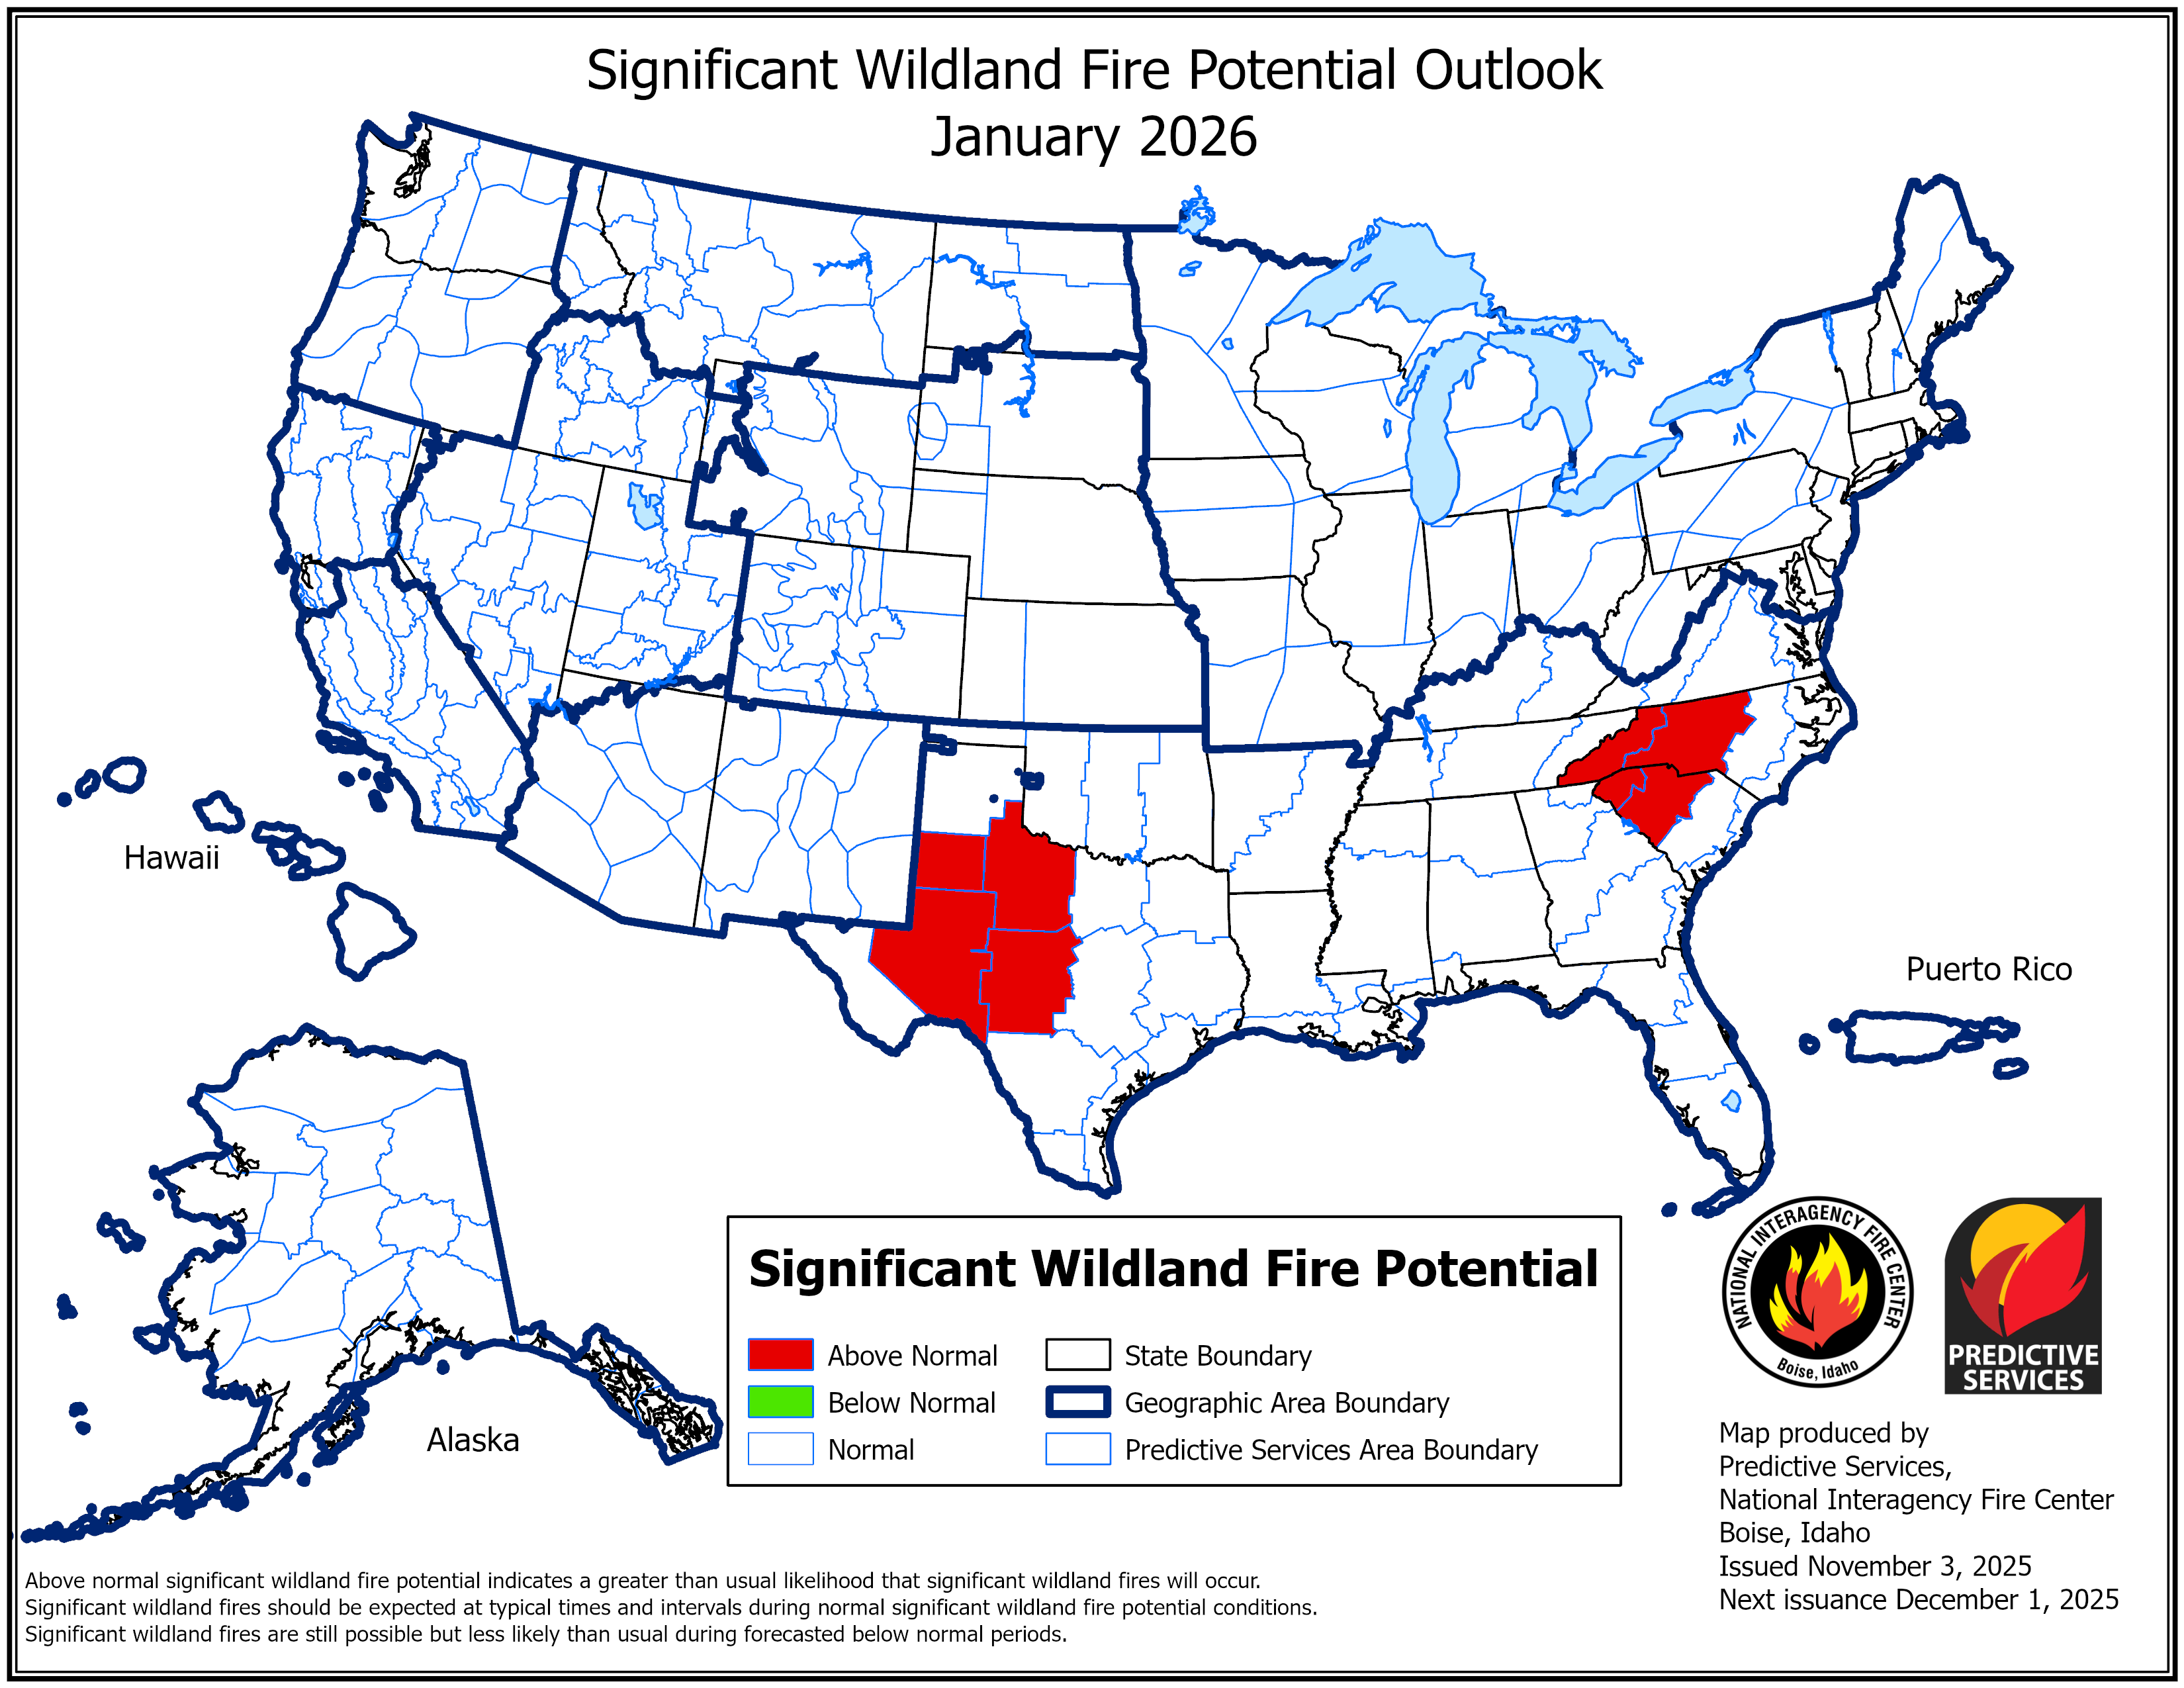 Significant Wildland Fire Potential Outlook
January 2026
Hawaii
Puerto Rico
Alaska
Significant Wildland Fire Potential
Above Normal
State Boundary
Below Normal
Geographic Area Boundary
Normal
Predictive Services Area Boundary
NATIONAL INTERAGENCY FIRE CENTER
Boise, Idaho
PREDICTIVE
SERVICES
Map produced by
Predictive Services,
National Interagency Fire Center
Boise, Idaho
Issued November 3, 2025
Next issuance December 1, 2025
Above normal significant wildland fire potential indicates a greater than usual likelihood that significant wildland fires will occur.
Significant wildland fires should be expected at typical times and intervals during normal significant wildland fire potential conditions.
Significant wildland fires are still possible but less likely than usual during forecasted below normal periods.